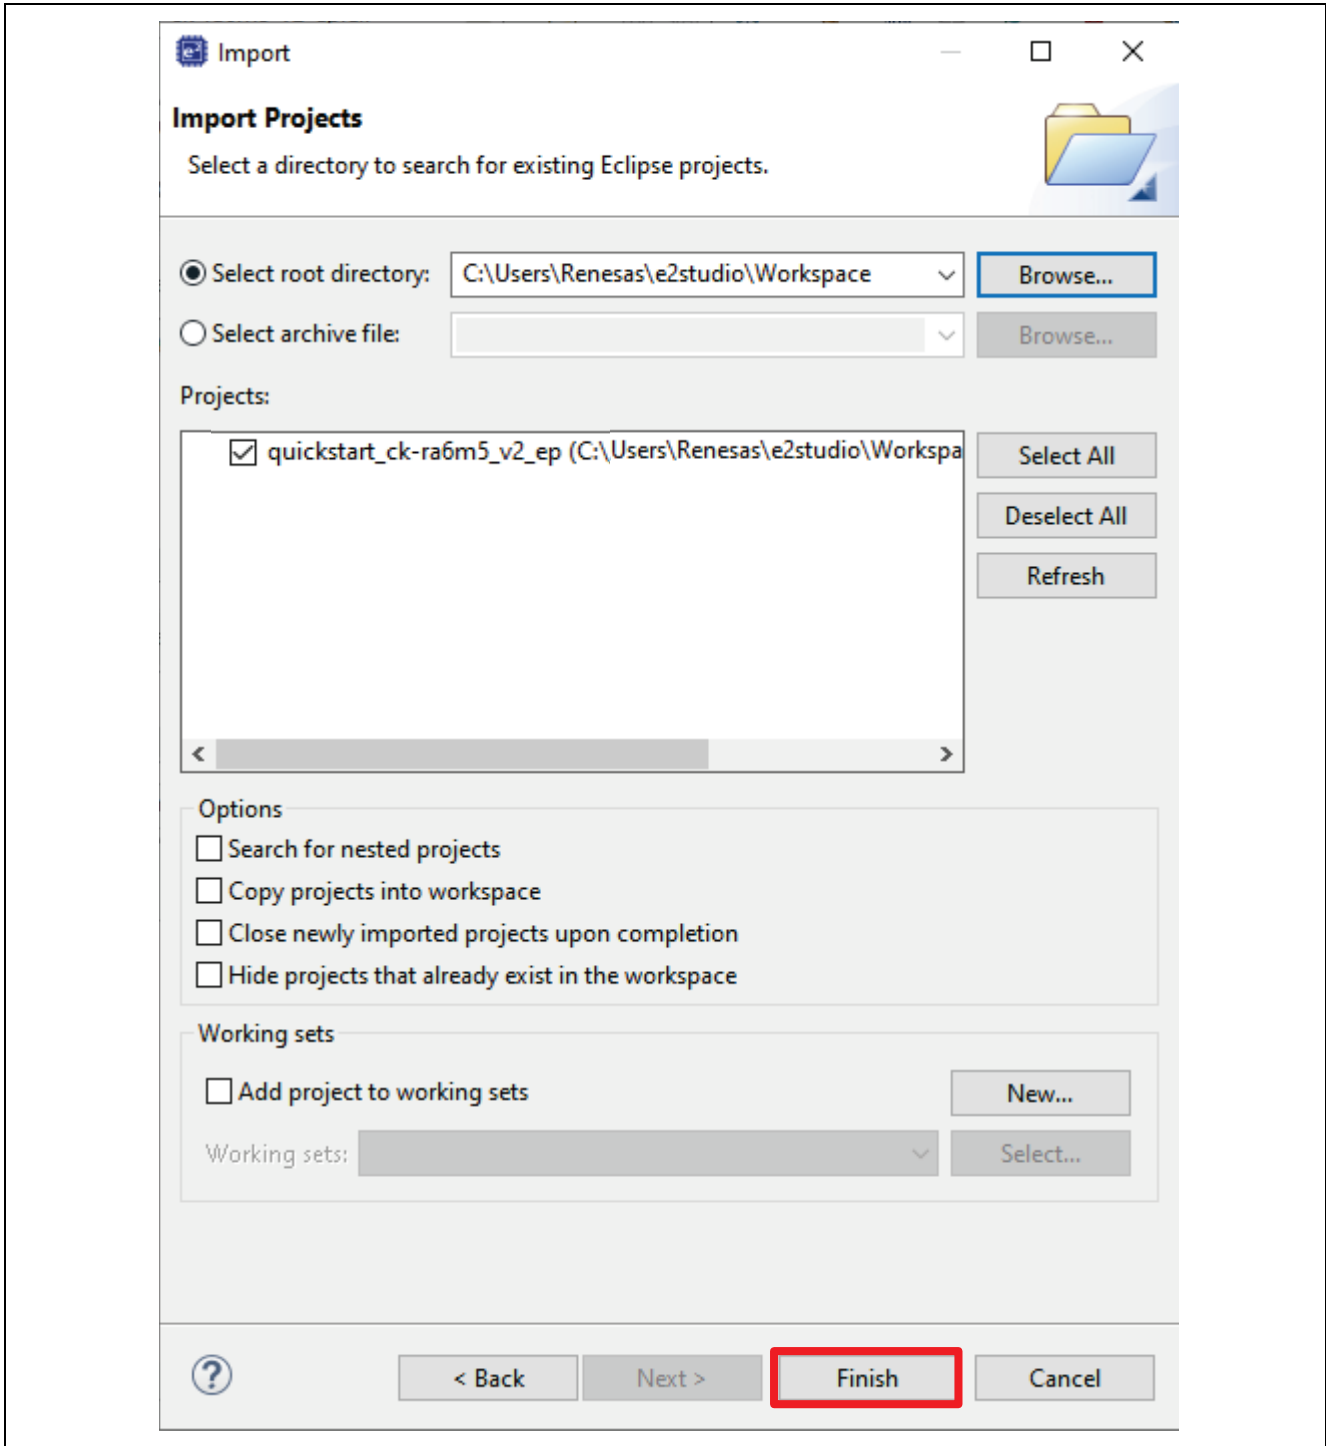 Import
Import Projects
Select a directory to search for existing Eclipse projects.
Select root directory: C:\Users\Renesas\e2studio\Workspace Browse...
Select archive file: Browse...
Projects:
quickstart_ck-ra6m5_v2_ep (C:\Users\Renesas\e2studio\Workspa
Select All
Deselect All
Refresh
Options
Search for nested projects
Copy projects into workspace
Close newly imported projects upon completion
Hide projects that already exist in the workspace
Working sets
Add project to working sets New...
Working sets: Select...
< Back Next > Finish Cancel